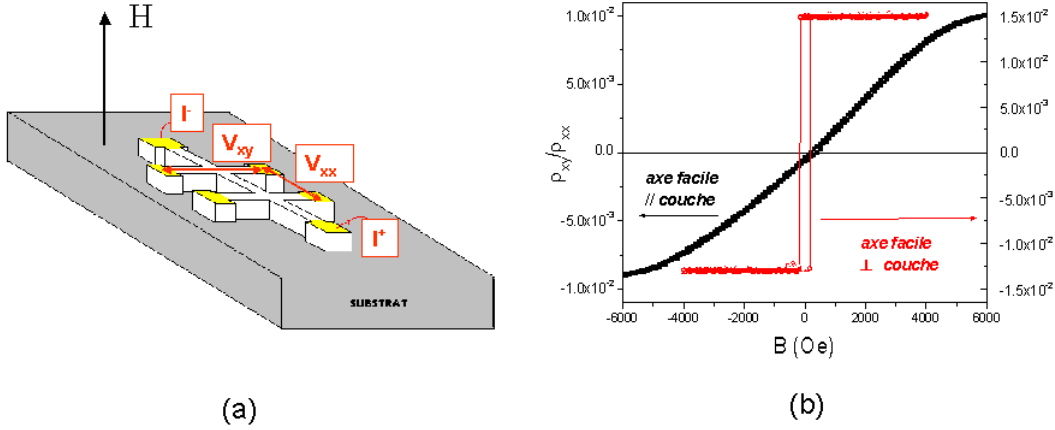 H
I-
Vxy
Vxx
I+
SUBSTRAT
(a)
1.0x10-2
5.0x10-3
0.0
-5.0x10-3
-1.0x10-2
ρxy/ρxx
1.5x10-2
1.0x10-2
5.0x10-3
0.0
-5.0x10-3
-1.0x10-2
-1.5x10-2
axe facile
// couche
axe facile
⊥ couche
-6000 -4000 -2000 0 2000 4000 6000
B (Oe)
(b)